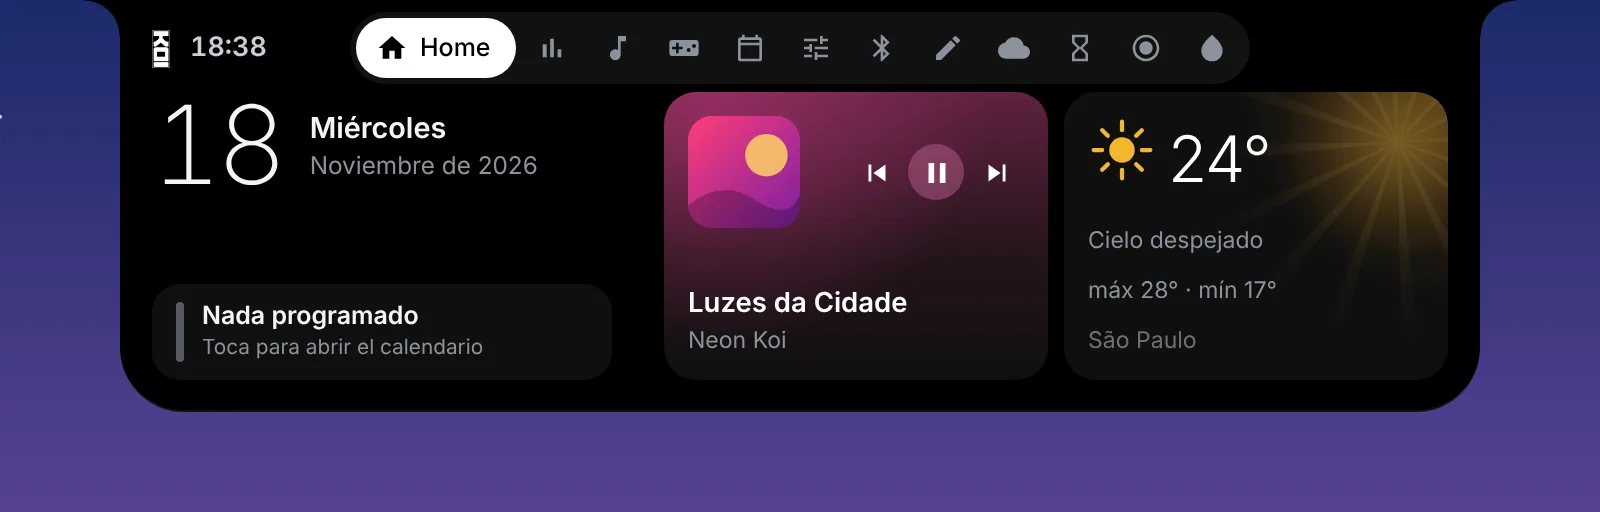 KOI
18:38
Home
18
Miércoles
Noviembre de 2026
Nada programado
Toca para abrir el calendario
Luzes da Cidade
Neon Koi
24°
Cielo despejado
máx 28° · mín 17°
São Paulo